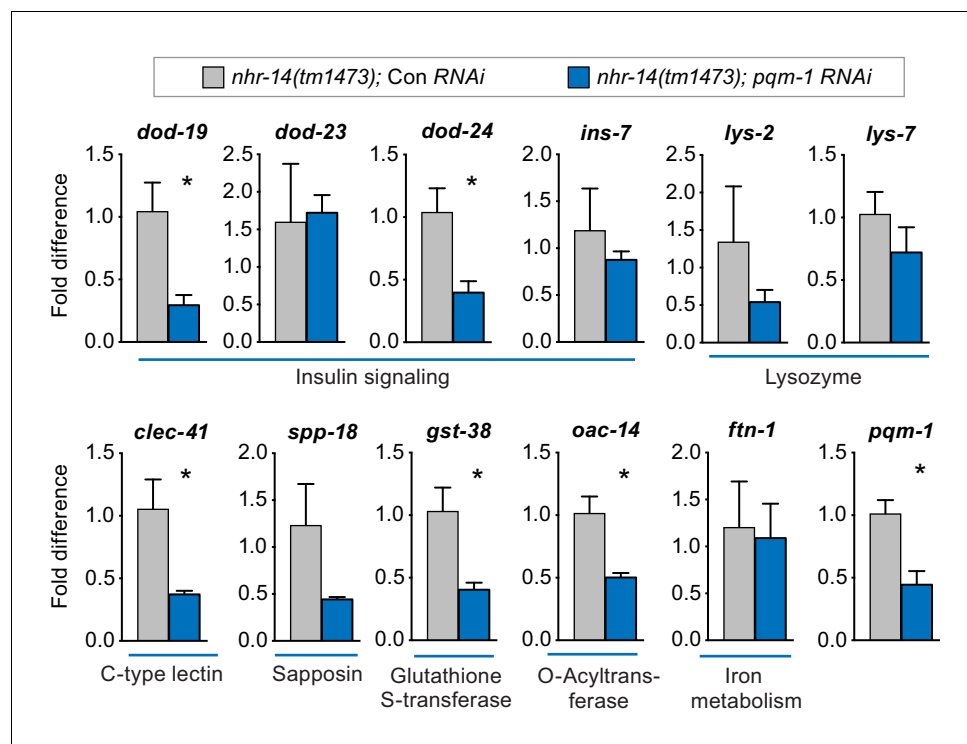 nhr-14(tm1473); Con RNAi nhr-14(tm1473); pqm-1 RNAi
dod-19 dod-23 dod-24 ins-7 lys-2 lys-7
Fold difference
1.5 2.5 1.5 2.0 2.0 1.5
1.0 2.0 1.0 1.5 1.5 1.0
0.5 1.5 0.5 1.0 1.0 0.5
0.0 1.0 0.0 0.5 0.5 0.0
0.5 0.0 0.0
0.0
* *
Insulin signaling Lysozyme
clec-41 spp-18 gst-38 oac-14 ftn-1 pqm-1
Fold difference
1.5 2.0 1.5 1.5 2.0 1.5
1.0 1.5 1.0 1.0 1.5 1.0
0.5 1.0 0.5 0.5 1.0 0.5
0.0 0.5 0.0 0.0 0.5 0.0
0.0 0.0
* * * *
C-type lectin Sapposin Glutathione O-Acyltrans- Iron
S-transferase ferase metabolism